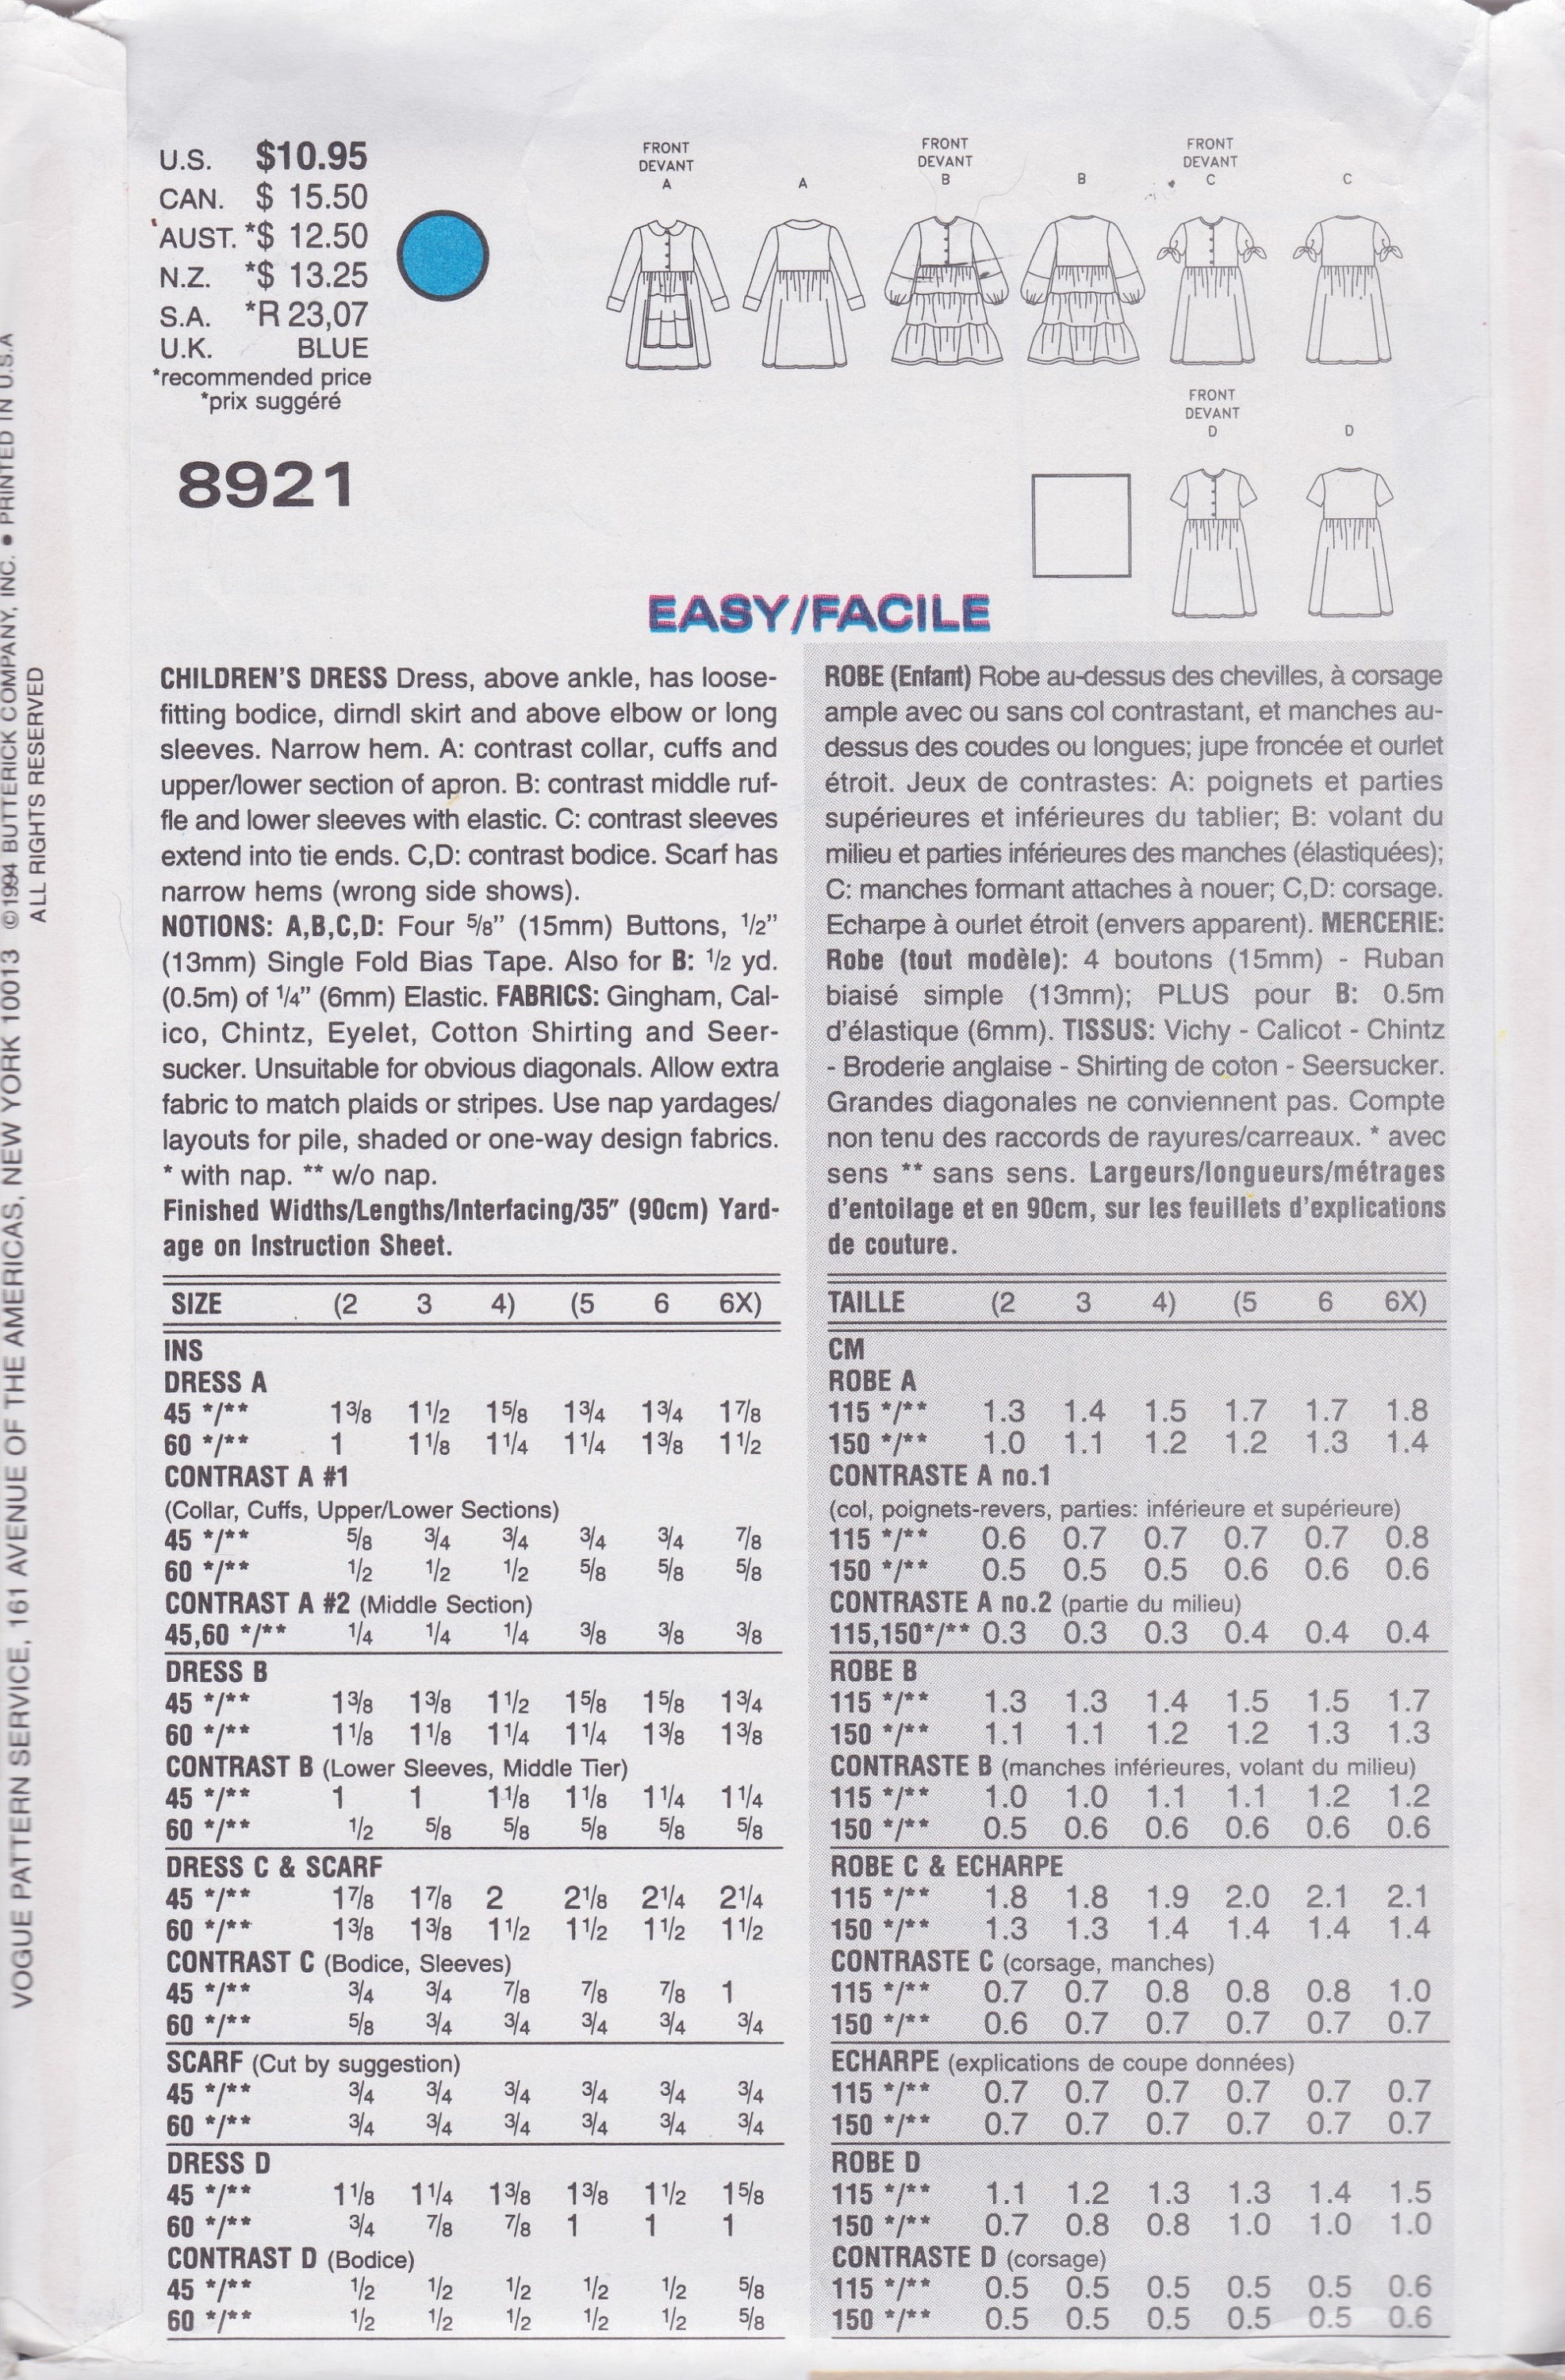 U.S. $10.95
CAN. $ 15.50
AUST. *$ 12.50
N.Z. *$ 13.25
S.A. *R 23,07
U.K. BLUE
*recommended price
*prix suggéré
8921
FRONT
DEVANT
A
A
FRONT
DEVANT
B
B
FRONT
DEVANT
C
C
FRONT
DEVANT
D
D
EASY/FACILE
CHILDREN'S DRESS Dress, above ankle, has loose-
fitting bodice, dirndl skirt and above elbow or long
sleeves. Narrow hem. A: contrast collar, cuffs and
upper/lower section of apron. B: contrast middle ruf-
fle and lower sleeves with elastic. C: contrast sleeves
extend into tie ends. C,D: contrast bodice. Scarf has
narrow hems (wrong side shows).
NOTIONS: A,B,C,D: Four 5/8" (15mm) Buttons, 1/2"
(13mm) Single Fold Bias Tape. Also for B: 1/2 yd.
(0.5m) of 1/4" (6mm) Elastic. FABRICS: Gingham, Cal-
ico, Chintz, Eyelet, Cotton Shirting and Seer-
sucker. Unsuitable for obvious diagonals. Allow extra
fabric to match plaids or stripes. Use nap yardages/
layouts for pile, shaded or one-way design fabrics.
* with nap. ** w/o nap.
Finished Widths/Lengths/Interfacing/35" (90cm) Yard-
age on Instruction Sheet.
SIZE (2 3 4) (5 6 6X)
INS
DRESS A
45 */** 1 3/8 1 1/2 1 5/8 1 3/4 1 3/4 1 7/8
60 */** 1 1 1/8 1 1/4 1 1/4 1 3/8 1 1/2
CONTRAST A #1
(Collar, Cuffs, Upper/Lower Sections)
45 */** 5/8 3/4 3/4 3/4 3/4 7/8
60 */** 1/2 1/2 1/2 5/8 5/8 5/8
CONTRAST A #2 (Middle Section)
45,60 */** 1/4 1/4 1/4 3/8 3/8 3/8
DRESS B
45 */** 1 3/8 1 3/8 1 1/2 1 5/8 1 5/8 1 3/4
60 */** 1 1/8 1 1/8 1 1/4 1 1/4 1 3/8 1 3/8
CONTRAST B (Lower Sleeves, Middle Tier)
45 */** 1 1 1 1/8 1 1/8 1 1/4 1 1/4
60 */** 1/2 5/8 5/8 5/8 5/8 5/8
DRESS C & SCARF
45 */** 1 7/8 1 7/8 2 2 1/8 2 1/4 2 1/4
60 */** 1 3/8 1 3/8 1 1/2 1 1/2 1 1/2 1 1/2
CONTRAST C (Bodice, Sleeves)
45 */** 3/4 3/4 7/8 7/8 7/8 1
60 */** 5/8 3/4 3/4 3/4 3/4 3/4
SCARF (Cut by suggestion)
45 */** 3/4 3/4 3/4 3/4 3/4 3/4
60 */** 3/4 3/4 3/4 3/4 3/4 3/4
DRESS D
45 */** 1 1/8 1 1/4 1 3/8 1 3/8 1 1/2 1 5/8
60 */** 3/4 7/8 7/8 1 1 1
CONTRAST D (Bodice)
45 */** 1/2 1/2 1/2 1/2 1/2 5/8
60 */** 1/2 1/2 1/2 1/2 1/2 5/8
ROBE (Enfant) Robe au-dessus des chevilles, à corsage
ample avec ou sans col contrastant, et manches au-
dessus des coudes ou longues; jupe froncée et ourlet
étroit. Jeux de contrastes: A: poignets et parties
supérieures et inférieures du tablier; B: volant du
milieu et parties inférieures des manches (élastiquées);
C: manches formant attaches à nouer; C,D: corsage.
Echarpe à ourlet étroit (envers apparent). MERCERIE:
Robe (tout modèle): 4 boutons (15mm) - Ruban
biaisé simple (13mm); PLUS pour B: 0.5m
d'élastique (6mm). TISSUS: Vichy - Calicot - Chintz
- Broderie anglaise - Shirting de coton - Seersucker.
Grandes diagonales ne conviennent pas. Compte
non tenu des raccords de rayures/carreaux. * avec
sens ** sans sens. Largeurs/longueurs/métrages
d'entoilage et en 90cm, sur les feuillets d'explications
de couture.
TAILLE (2 3 4) (5 6 6X)
CM
ROBE A
115 */** 1.3 1.4 1.5 1.7 1.7 1.8
150 */** 1.0 1.1 1.2 1.2 1.3 1.4
CONTRASTE A no.1
(col, poignets-revers, parties: inférieure et supérieure)
115 */** 0.6 0.7 0.7 0.7 0.7 0.8
150 */** 0.5 0.5 0.5 0.6 0.6 0.6
CONTRASTE A no.2 (partie du milieu)
115,150*/** 0.3 0.3 0.3 0.4 0.4 0.4
ROBE B
115 */** 1.3 1.3 1.4 1.5 1.5 1.7
150 */** 1.1 1.1 1.2 1.2 1.3 1.3
CONTRASTE B (manches inférieures, volant du milieu)
115 */** 1.0 1.0 1.1 1.1 1.2 1.2
150 */** 0.5 0.6 0.6 0.6 0.6 0.6
ROBE C & ECHARPE
115 */** 1.8 1.8 1.9 2.0 2.1 2.1
150 */** 1.3 1.3 1.4 1.4 1.4 1.4
CONTRASTE C (corsage, manches)
115 */** 0.7 0.7 0.8 0.8 0.8 1.0
150 */** 0.6 0.7 0.7 0.7 0.7 0.7
ECHARPE (explications de coupe données)
115 */** 0.7 0.7 0.7 0.7 0.7 0.7
150 */** 0.7 0.7 0.7 0.7 0.7 0.7
ROBE D
115 */** 1.1 1.2 1.3 1.3 1.4 1.5
150 */** 0.7 0.8 0.8 1.0 1.0 1.0
CONTRASTE D (corsage)
115 */** 0.5 0.5 0.5 0.5 0.5 0.6
150 */** 0.5 0.5 0.5 0.5 0.5 0.6
VOGUE PATTERN SERVICE, 161 AVENUE OF THE AMERICAS, NEW YORK 10013 ©1994 BUTTERICK COMPANY, INC. ● PRINTED IN U.S.A
ALL RIGHTS RESERVED